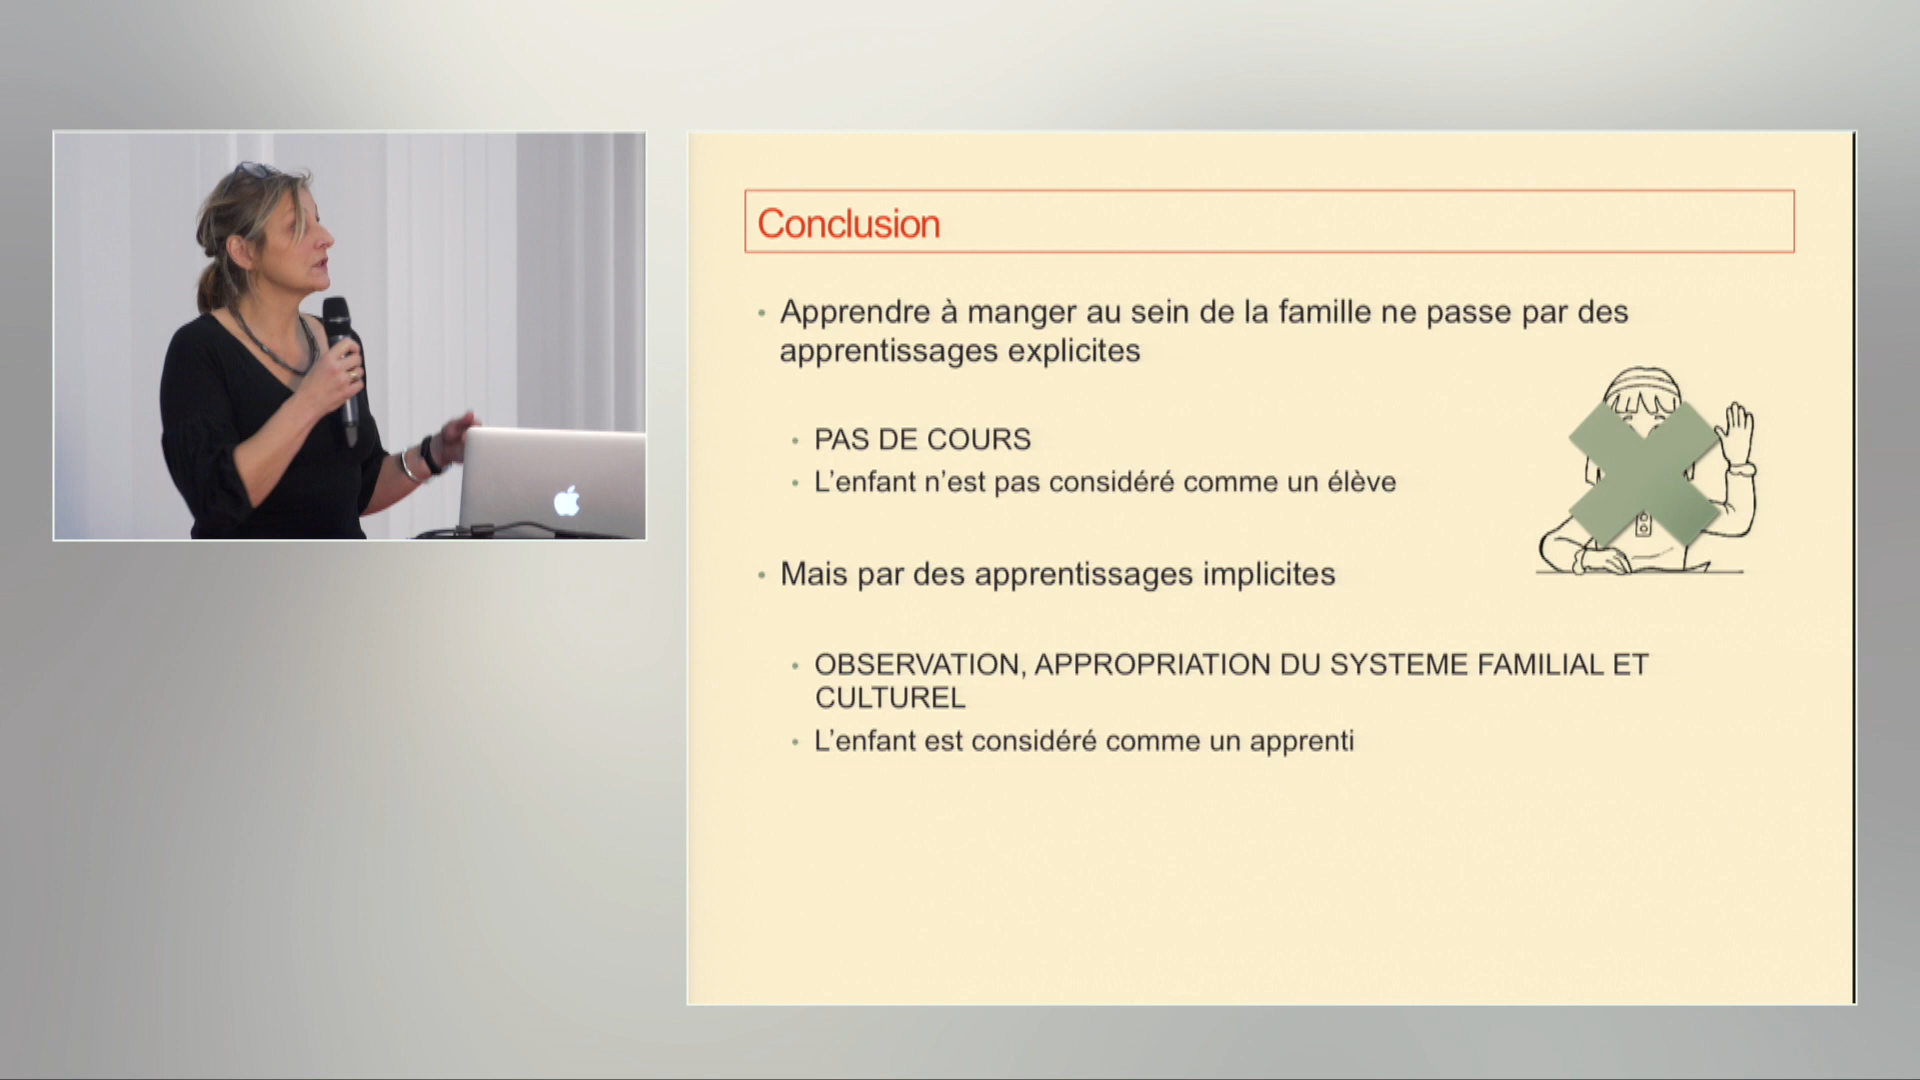 Conclusion
Apprendre à manger au sein de la famille ne passe par des
apprentissages explicites
PAS DE COURS
L’enfant n’est pas considéré comme un élève
Mais par des apprentissages implicites
OBSERVATION, APPROPRIATION DU SYSTEME FAMILIAL ET
CULTUREL
L’enfant est considéré comme un apprenti